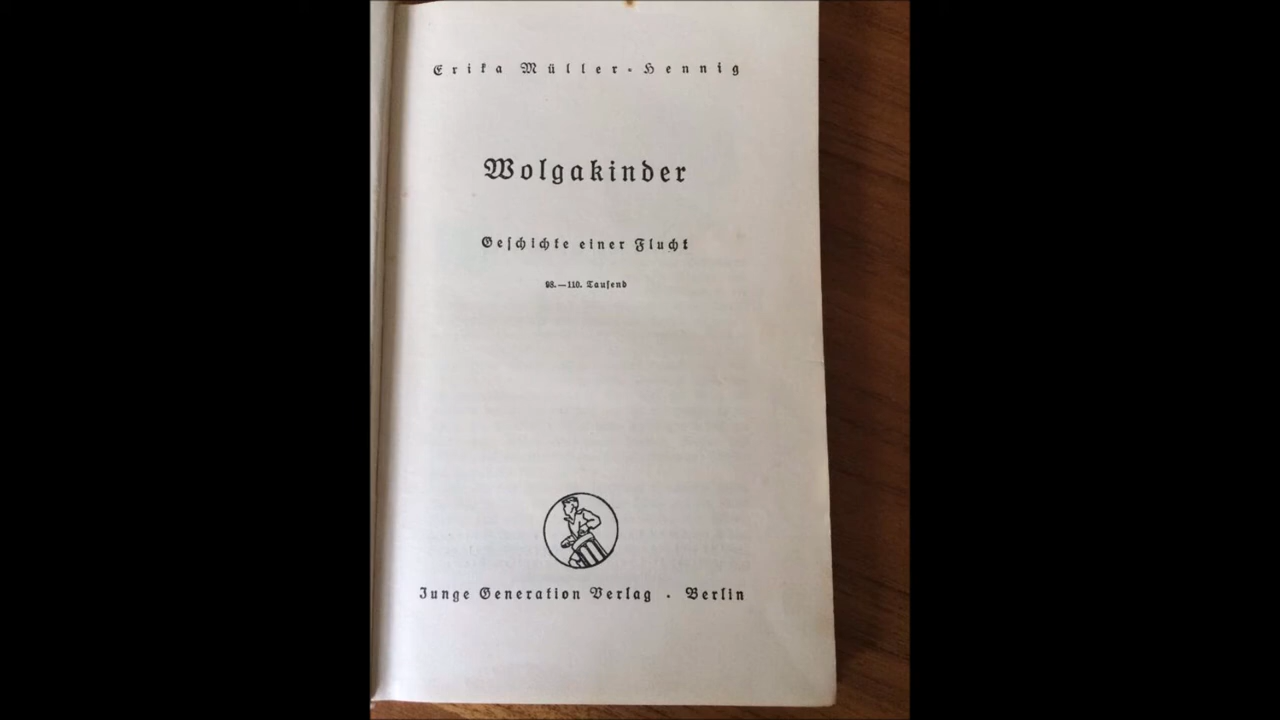 Erika Müller-Hennig
Wolgakinder
Geſchichte einer Flucht
98.—110. Tauſend
Junge Generation Verlag · Berlin